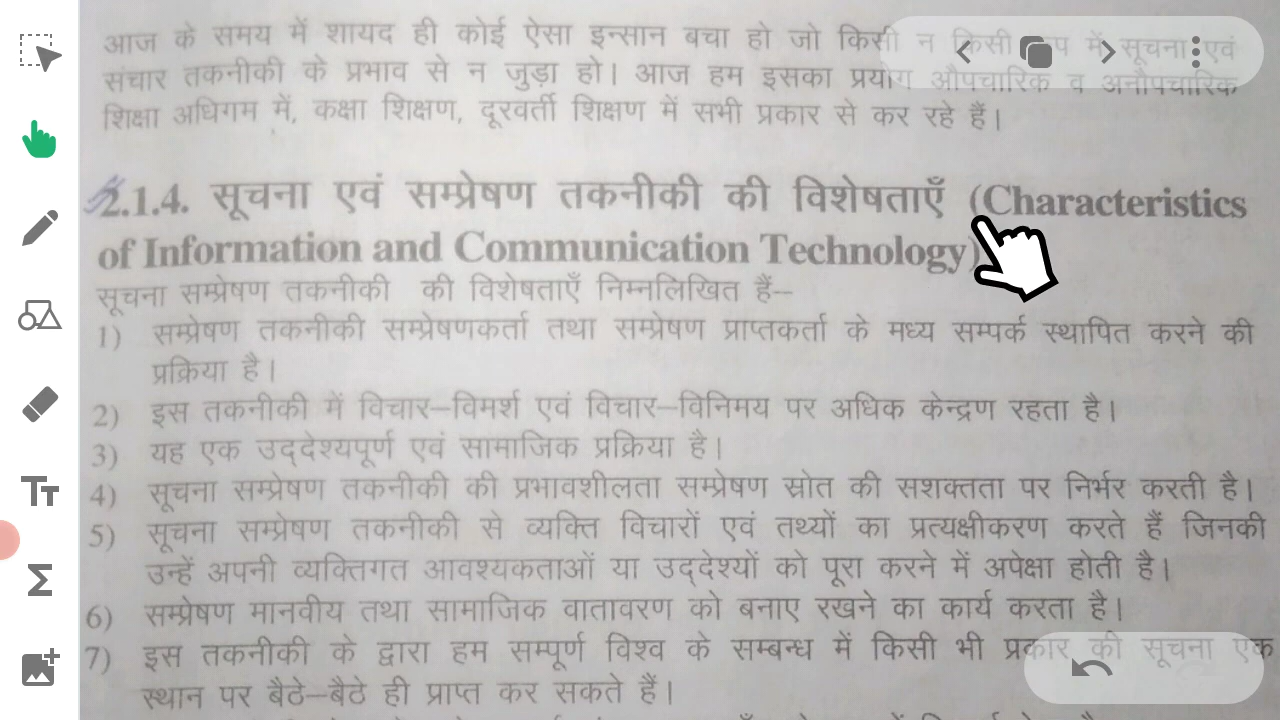 आज के समय में शायद ही कोई ऐसा इन्सान बचा हो जो किसी न किसी रूप में सूचना एवं
संचार तकनीकी के प्रभाव से न जुड़ा हो। आज हम इसका प्रयोग औपचारिक व अनौपचारिक
शिक्षा अधिगम में, कक्षा शिक्षण, दूरवर्ती शिक्षण में सभी प्रकार से कर रहे हैं।
2.1.4. सूचना एवं सम्प्रेषण तकनीकी की विशेषताएँ (Characteristics
of Information and Communication Technology)
सूचना सम्प्रेषण तकनीकी की विशेषताएँ निम्नलिखित हैं–
1) सम्प्रेषण तकनीकी सम्प्रेषणकर्ता तथा सम्प्रेषण प्राप्तकर्ता के मध्य सम्पर्क स्थापित करने की
प्रक्रिया है।
2) इस तकनीकी में विचार–विमर्श एवं विचार–विनिमय पर अधिक केन्द्रण रहता है।
3) यह एक उद्देश्यपूर्ण एवं सामाजिक प्रक्रिया है।
4) सूचना सम्प्रेषण तकनीकी की प्रभावशीलता सम्प्रेषण स्रोत की सशक्तता पर निर्भर करती है।
5) सूचना सम्प्रेषण तकनीकी से व्यक्ति विचारों एवं तथ्यों का प्रत्यक्षीकरण करते हैं जिनकी
उन्हें अपनी व्यक्तिगत आवश्यकताओं या उद्देश्यों को पूरा करने में अपेक्षा होती है।
6) सम्प्रेषण मानवीय तथा सामाजिक वातावरण को बनाए रखने का कार्य करता है।
7) इस तकनीकी के द्वारा हम सम्पूर्ण विश्व के सम्बन्ध में किसी भी प्रकार की सूचना एक
स्थान पर बैठे–बैठे ही प्राप्त कर सकते हैं।